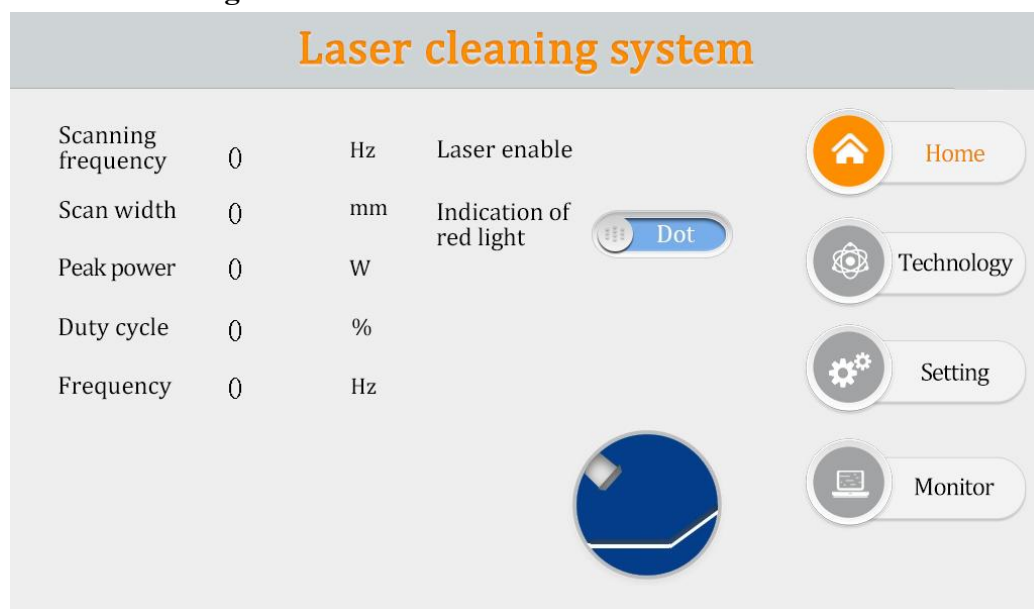 Laser cleaning system
Scanning
frequency
0
Hz
Laser enable
Scan width
0
mm
Indication of
red light
Dot
Peak power
0
W
Duty cycle
0
%
Frequency
0
Hz
Home
Technology
Setting
Monitor